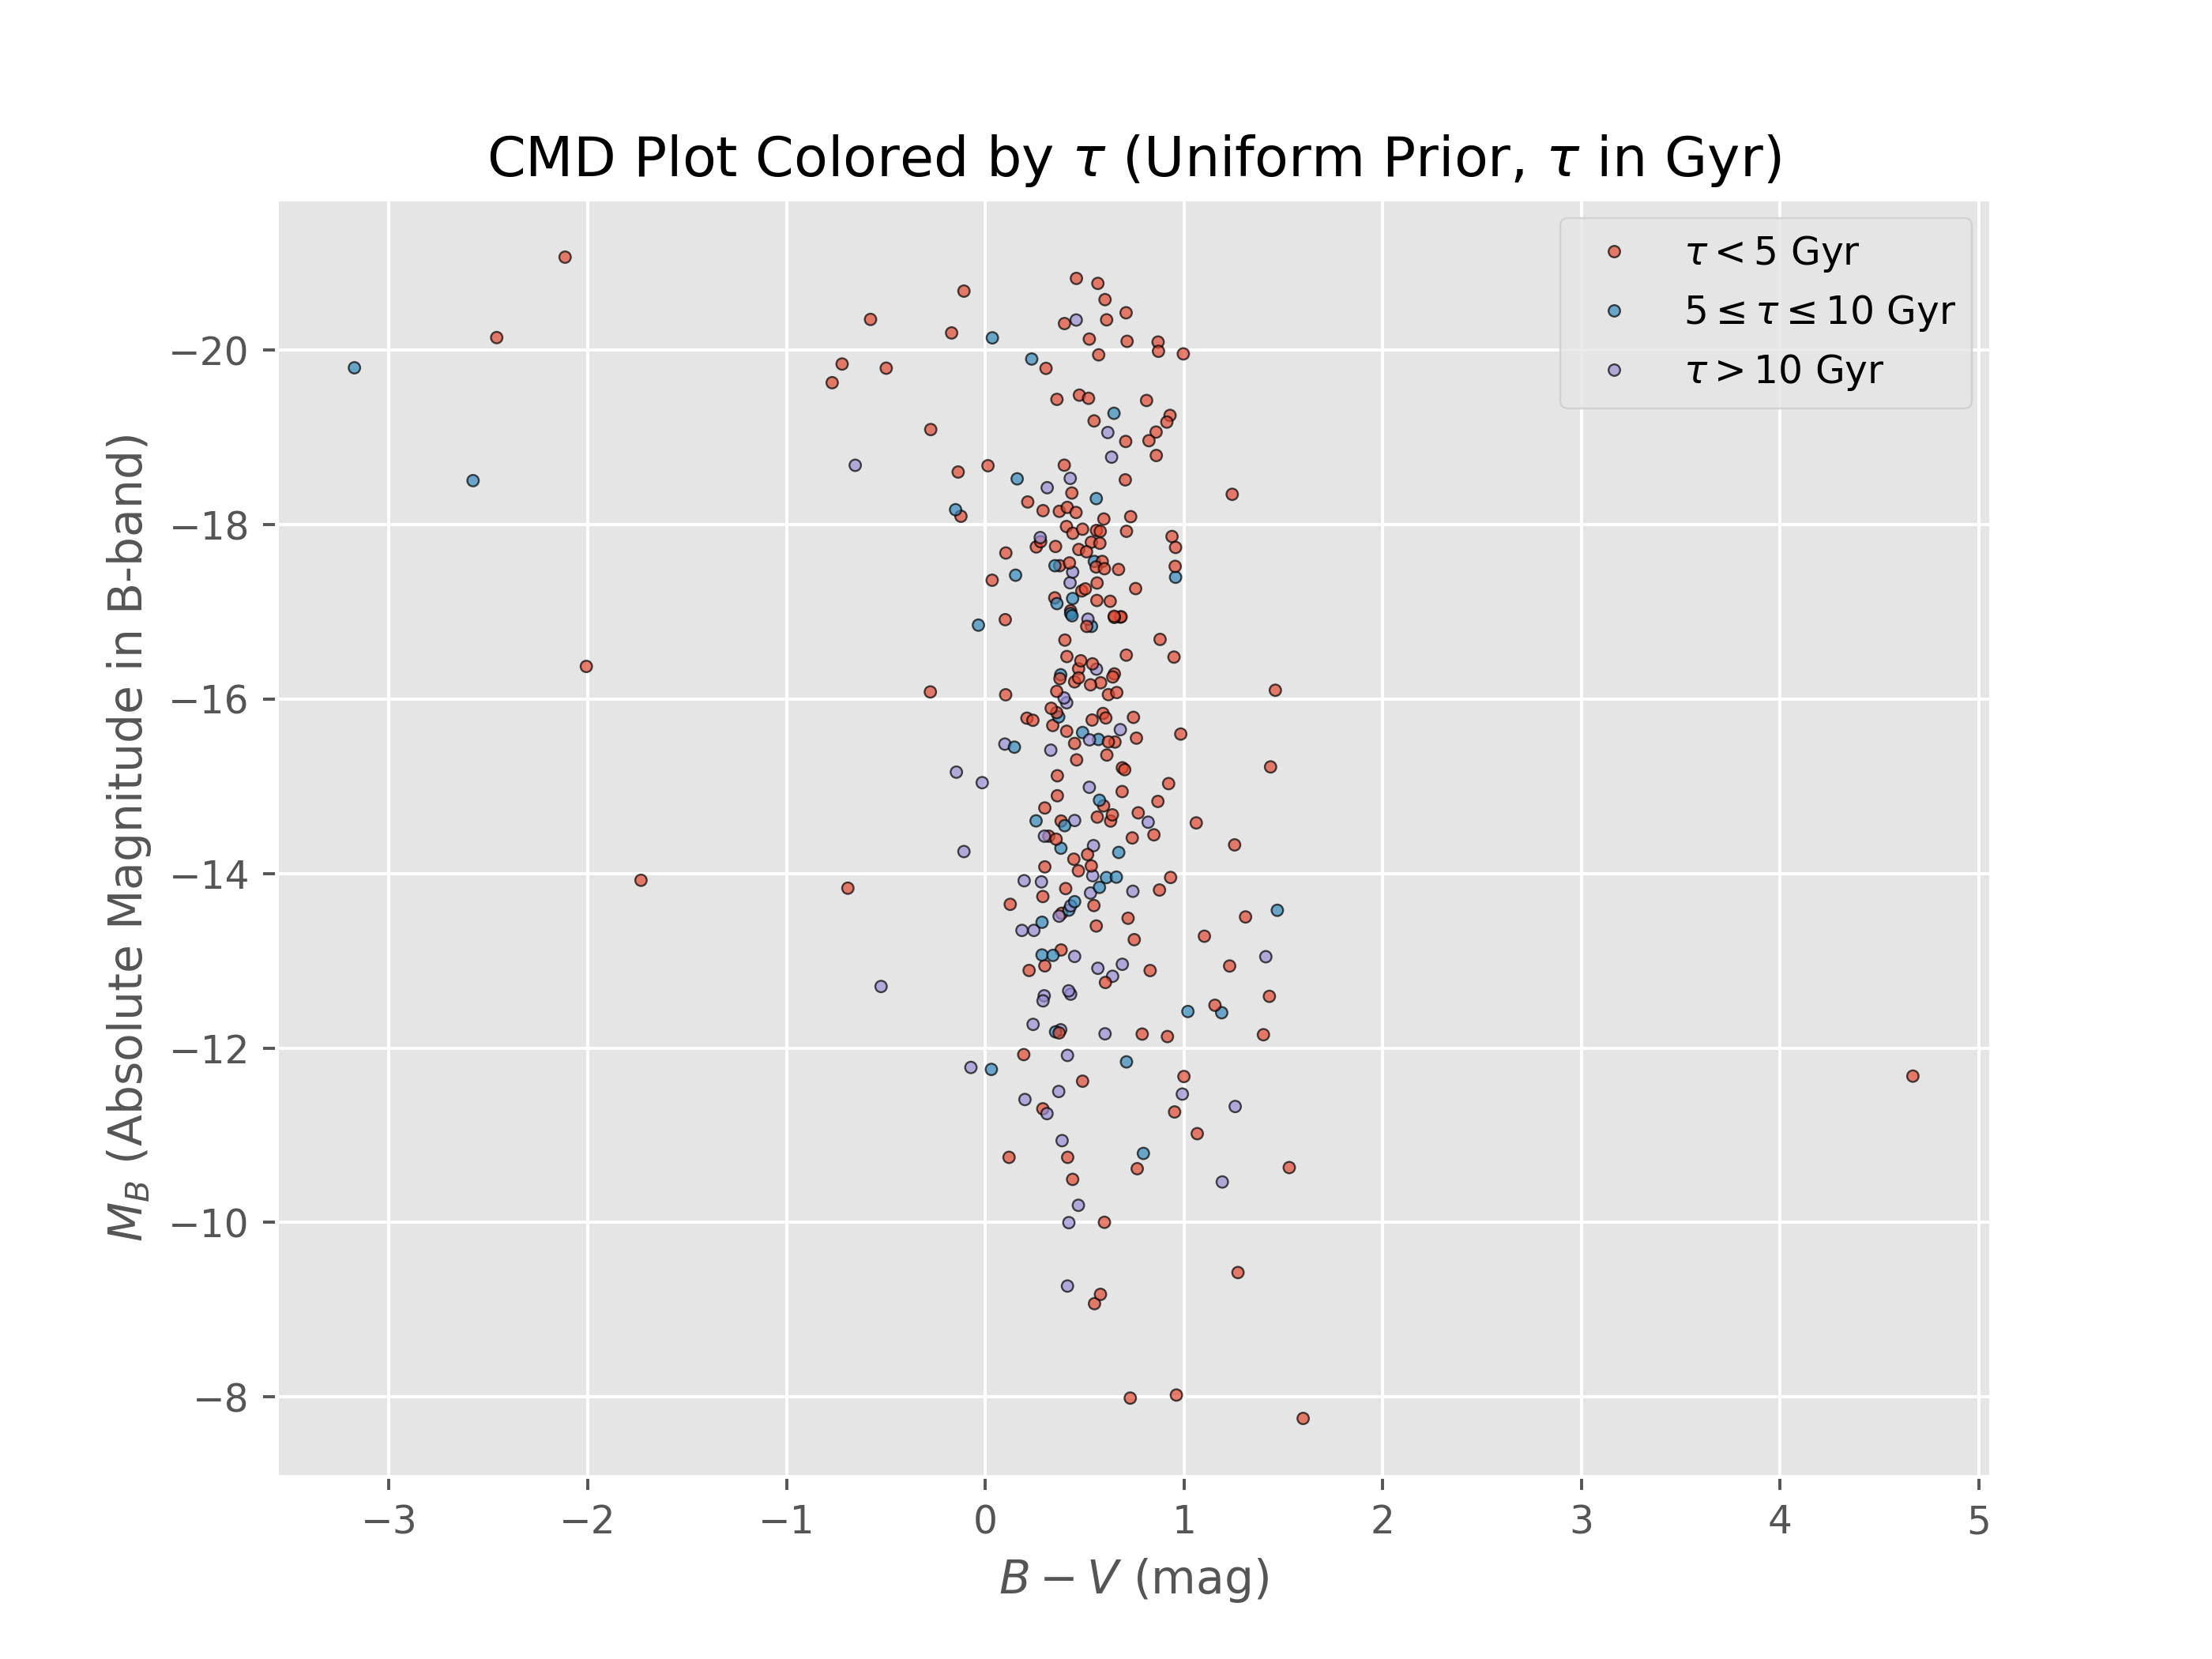 CMD Plot Colored by τ (Uniform Prior, τ in Gyr)
τ < 5 Gyr
5 ≤ τ ≤ 10 Gyr
τ > 10 Gyr
M_B (Absolute Magnitude in B-band)
−20
−18
−16
−14
−12
−10
−8
−3 −2 −1 0 1 2 3 4 5
B − V (mag)